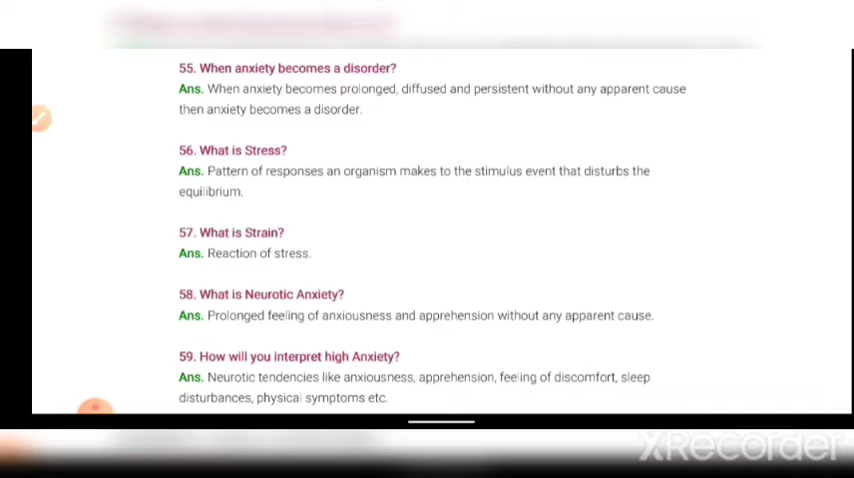 55. When anxiety becomes a disorder?
Ans. When anxiety becomes prolonged, diffused and persistent without any apparent cause
then anxiety becomes a disorder.
56. What is Stress?
Ans. Pattern of responses an organism makes to the stimulus event that disturbs the
equilibrium.
57. What is Strain?
Ans. Reaction of stress.
58. What is Neurotic Anxiety?
Ans. Prolonged feeling of anxiousness and apprehension without any apparent cause.
59. How will you interpret high Anxiety?
Ans. Neurotic tendencies like anxiousness, apprehension, feeling of discomfort, sleep
disturbances, physical symptoms etc.
XRecorder